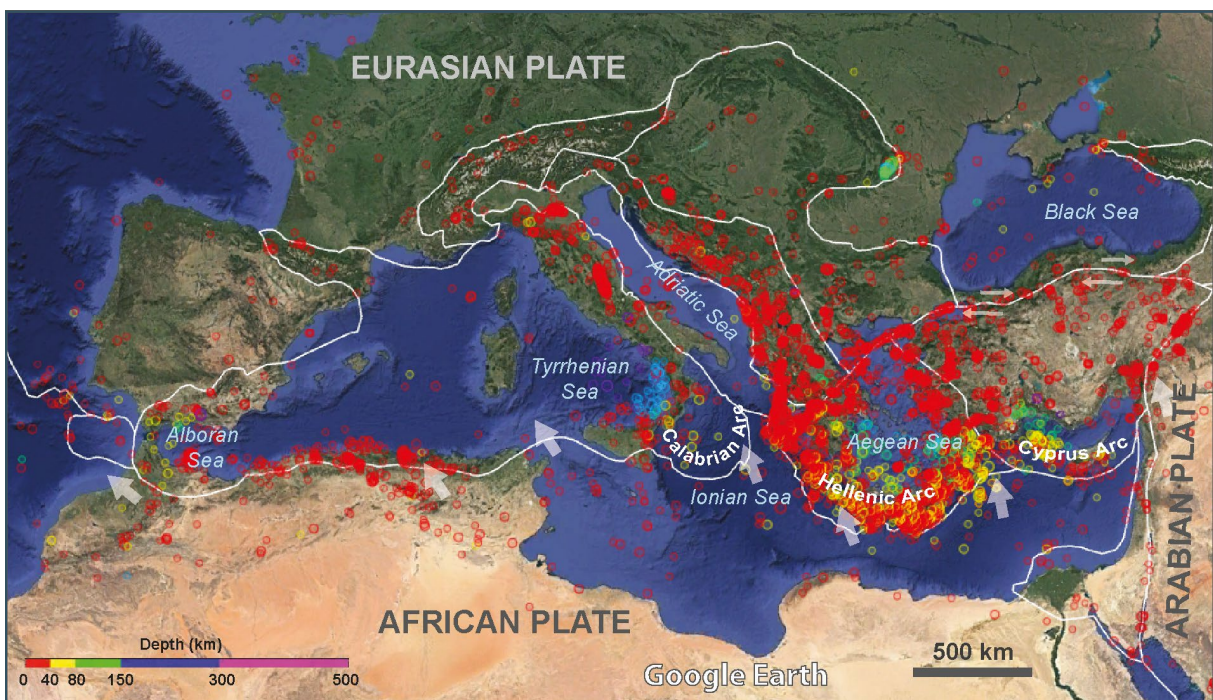 EURASIAN PLATE
Black Sea
Adriatic Sea
Tyrrhenian
Sea
Alboran
Sea
Calabrian Arc
Aegean Sea
Cyprus Arc
Hellenic Arc
Ionian Sea
ARABIAN PLATE
AFRICAN PLATE
Depth (km)
0 40 80 150 300 500
500 km
Google Earth